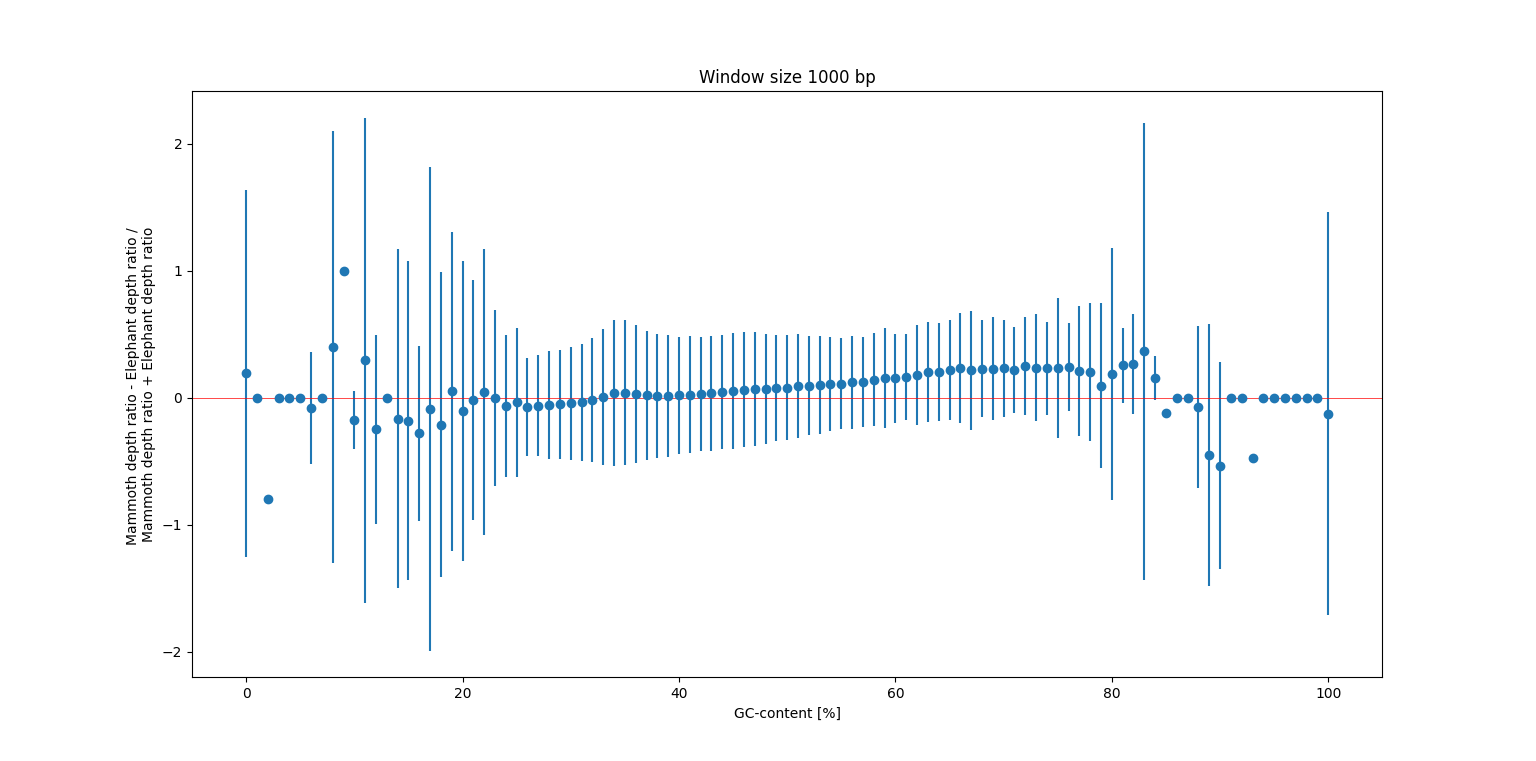 Window size 1000 bp
Mammoth depth ratio - Elephant depth ratio /
Mammoth depth ratio + Elephant depth ratio
2
1
0
−1
−2
0 20 40 60 80 100
GC-content [%]